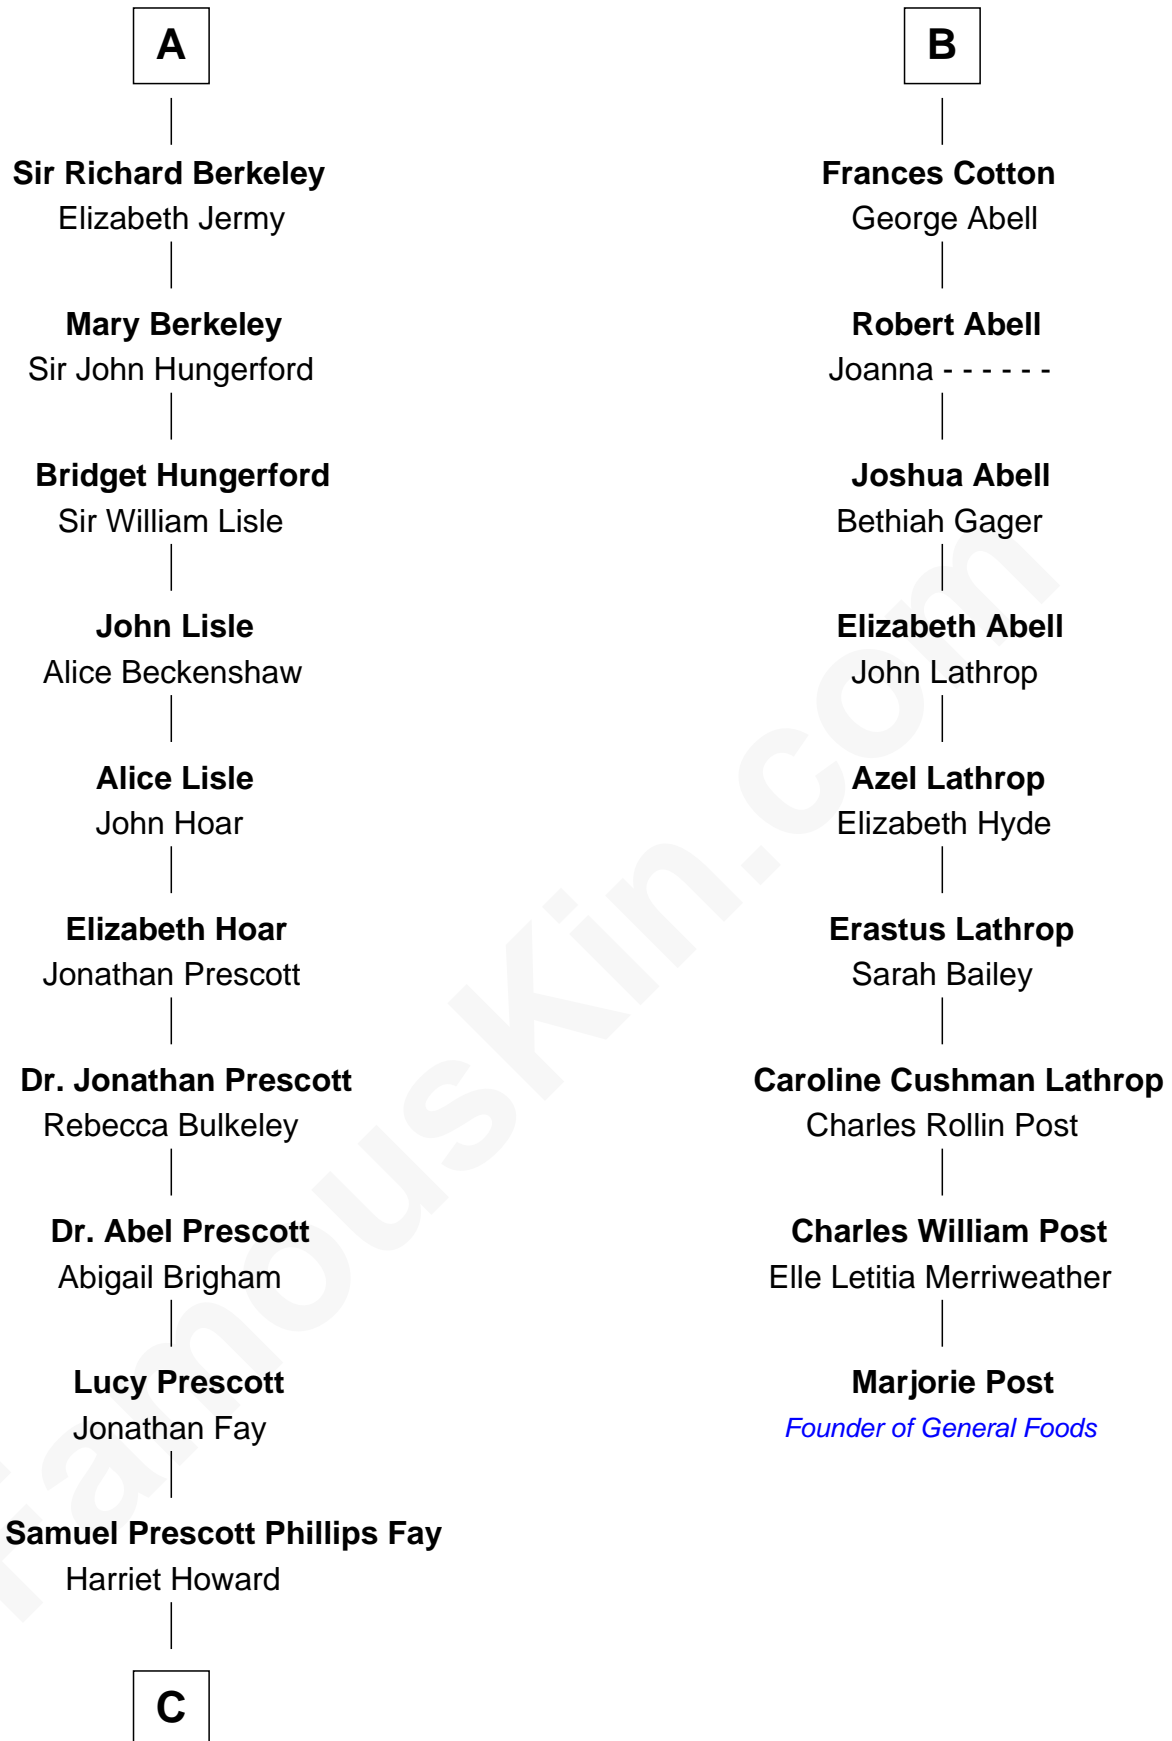 A
Sir Richard Berkeley
Elizabeth Jermy
Mary Berkeley
Sir John Hungerford
Bridget Hungerford
Sir William Lisle
John Lisle
Alice Beckenshaw
Alice Lisle
John Hoar
Elizabeth Hoar
Jonathan Prescott
Dr. Jonathan Prescott
Rebecca Bulkeley
Dr. Abel Prescott
Abigail Brigham
Lucy Prescott
Jonathan Fay
Samuel Prescott Phillips Fay
Harriet Howard
C
B
Frances Cotton
George Abell
Robert Abell
Joanna - - - - - -
Joshua Abell
Bethiah Gager
Elizabeth Abell
John Lathrop
Azel Lathrop
Elizabeth Hyde
Erastus Lathrop
Sarah Bailey
Caroline Cushman Lathrop
Charles Rollin Post
Charles William Post
Elle Letitia Merriweather
Marjorie Post
Founder of General Foods
FamousKin.com